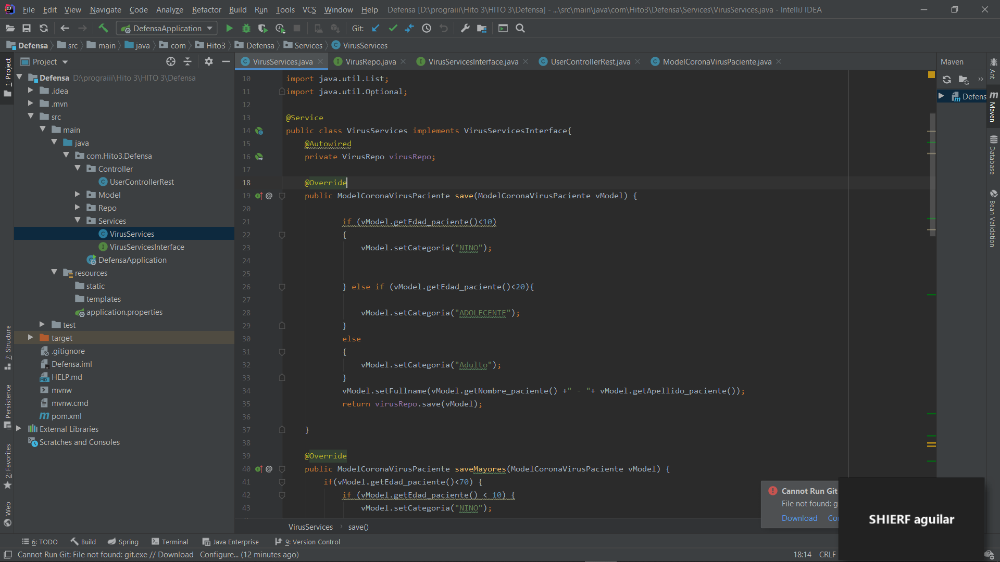 File Edit View Navigate Code Analyze Refactor Build Run Tools VCS Window Help Defensa [D:\prograiii\Hito 3\HITO 3\Defensa] - ...\src\main\java\com\Hito3\Defensa\Services\VirusServices.java - IntelliJ IDEA
DefensaApplication Git:
Defensa src main java com Hito3 Defensa Services VirusServices
Project
VirusServices.java VirusRepo.java VirusServicesInterface.java UserControllerRest.java ModelCoronaVirusPaciente.java
Maven
1: Project
7: Structure
Persistence
2: Favorites
Web
Defensa D:\prograiii\Hito 3\HITO 3\Defensa
.idea
.mvn
src
main
java
com.Hito3.Defensa
Controller
UserControllerRest
Model
Repo
Services
VirusServices
VirusServicesInterface
DefensaApplication
resources
static
templates
application.properties
test
target
.gitignore
Defensa.iml
HELP.md
mvnw
mvnw.cmd
pom.xml
External Libraries
Scratches and Consoles
10 import java.util.List;
11 import java.util.Optional;
12
13 @Service
14 public class VirusServices implements VirusServicesInterface{
15 @Autowired
16 private VirusRepo virusRepo;
17
18 @Override
19 @ public ModelCoronaVirusPaciente save(ModelCoronaVirusPaciente vModel) {
20
21 if (vModel.getEdad_paciente()<10)
22 {
23 vModel.setCategoria("NINO");
24
25
26 } else if (vModel.getEdad_paciente()<20){
27
28 vModel.setCategoria("ADOLECENTE");
29 }
30 else
31 {
32 vModel.setCategoria("Adulto");
33 }
34 vModel.setFullname(vModel.getNombre_paciente() +" - "+ vModel.getApellido_paciente());
35 return virusRepo.save(vModel);
36
37 }
38
39 @Override
40 @ public ModelCoronaVirusPaciente saveMayores(ModelCoronaVirusPaciente vModel) {
41 if(vModel.getEdad_paciente()<70) {
42 if (vModel.getEdad_paciente() < 10) {
43 vModel.setCategoria("NINO");
VirusServices › save()
Defens
Ant
Maven
Database
Bean Validation
Cannot Run Git
File not found: g
Download Co
SHIERF aguilar
6: TODO Build Spring Terminal Java Enterprise 9: Version Control
Cannot Run Git: File not found: git.exe // Download Configure... (12 minutes ago)
18:14 CRLF